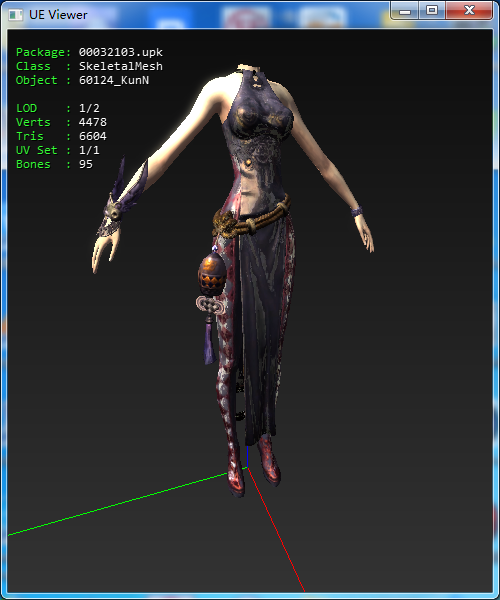 UE Viewer
Package: 00032103.upk
Class : SkeletalMesh
Object : 60124_KunN
LOD : 1/2
Verts : 4478
Tris : 6604
UV Set : 1/1
Bones : 95